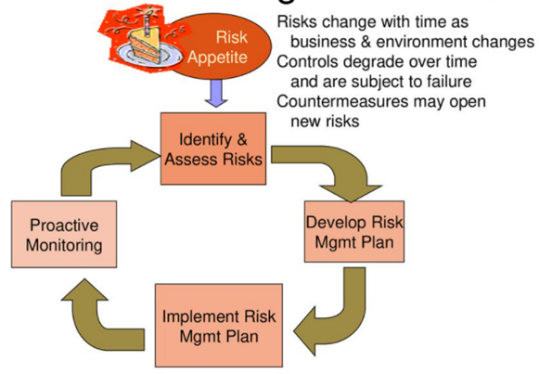 Risk
Appetite
Risks change with time as
business & environment changes
Controls degrade over time
and are subject to failure
Countermeasures may open
new risks
Identify &
Assess Risks
Develop Risk
Mgmt Plan
Implement Risk
Mgmt Plan
Proactive
Monitoring